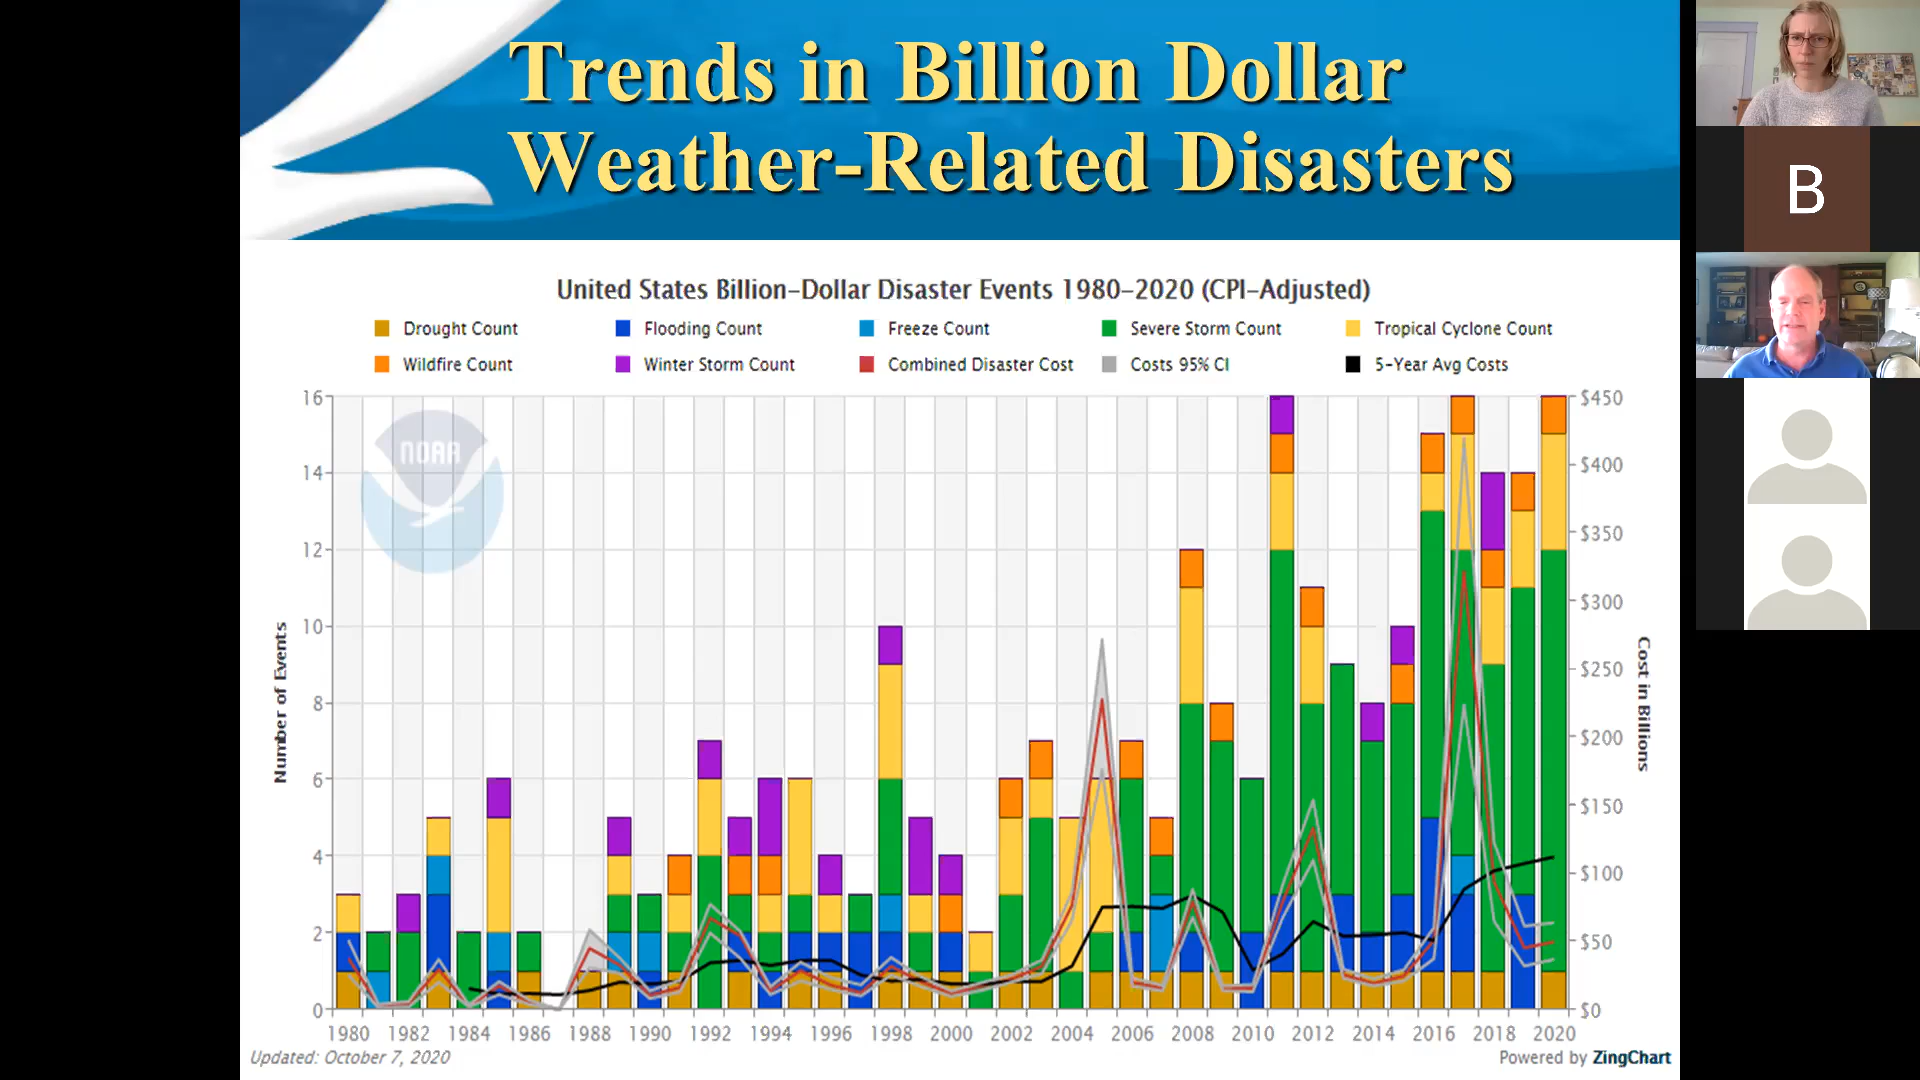 Trends in Billion Dollar
Weather-Related Disasters
B
United States Billion-Dollar Disaster Events 1980-2020 (CPI-Adjusted)
Drought Count
Flooding Count
Freeze Count
Severe Storm Count
Tropical Cyclone Count
Wildfire Count
Winter Storm Count
Combined Disaster Cost
Costs 95% CI
5-Year Avg Costs
NOAA
Number of Events
16
14
12
10
8
6
4
2
0
$450
$400
$350
$300
$250
$200
$150
$100
$50
$0
Cost in Billions
1980 1982 1984 1986 1988 1990 1992 1994 1996 1998 2000 2002 2004 2006 2008 2010 2012 2014 2016 2018 2020
Updated: October 7, 2020
Powered by ZingChart